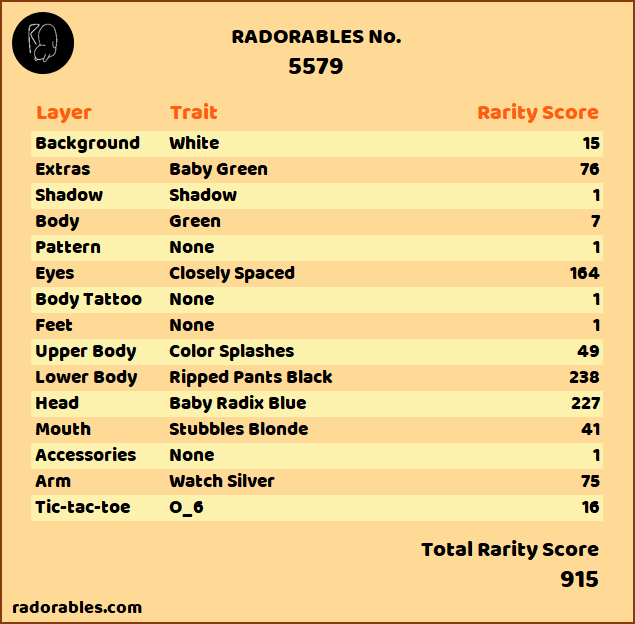 RADORABLES No.
5579
Layer Trait Rarity Score
Background White 15
Extras Baby Green 76
Shadow Shadow 1
Body Green 7
Pattern None 1
Eyes Closely Spaced 164
Body Tattoo None 1
Feet None 1
Upper Body Color Splashes 49
Lower Body Ripped Pants Black 238
Head Baby Radix Blue 227
Mouth Stubbles Blonde 41
Accessories None 1
Arm Watch Silver 75
Tic-tac-toe O_6 16
Total Rarity Score
915
radorables.com